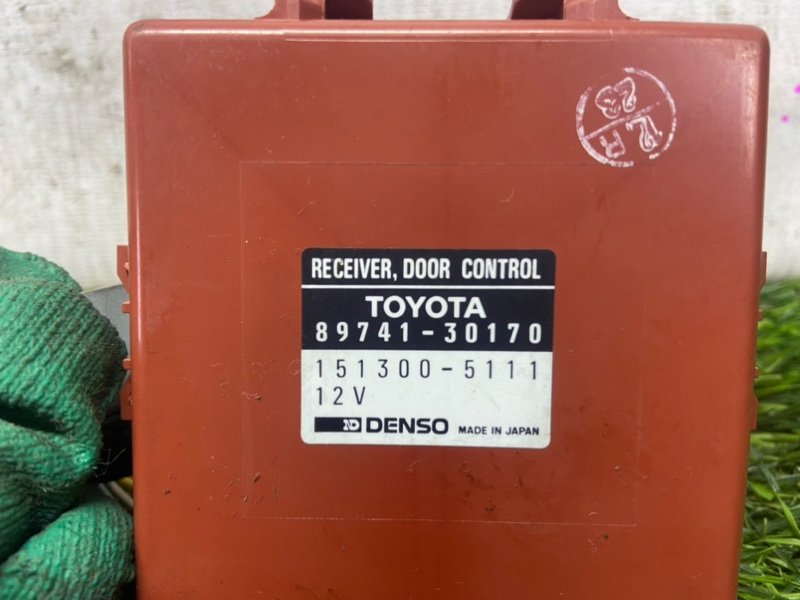 RECEIVER, DOOR CONTROL
TOYOTA
89741-30170
151300-5111
12V
DENSO MADE IN JAPAN